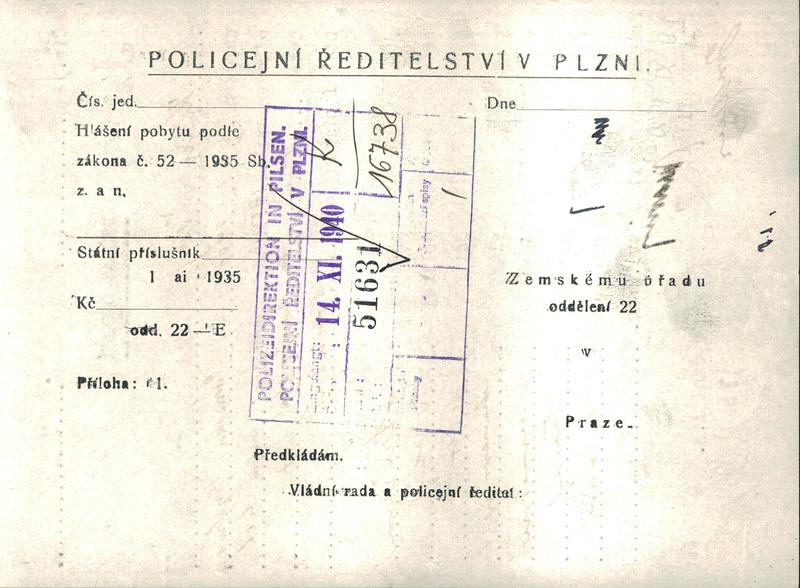 POLICEJNÍ ŘEDITELSTVÍ V PLZNI.
Čís. jed.
Dne
Hlášení pobytu podle
zákona č. 52 — 1935 Sb.
z. a n.
Státní příslušník
1 ai 1935
Kč
odd. 22 — E
Příloha: 1.
POLIZEIDIREKTION IN PILSEN.
POLICEJNÍ ŘEDITELSTVÍ V PLZNI.
14. XI. 1940
K
51631
16738
spisy
1
Zemskému úřadu
oddělení 22
v
Praze.
Předkládám.
Vládní rada a policejní ředitel: